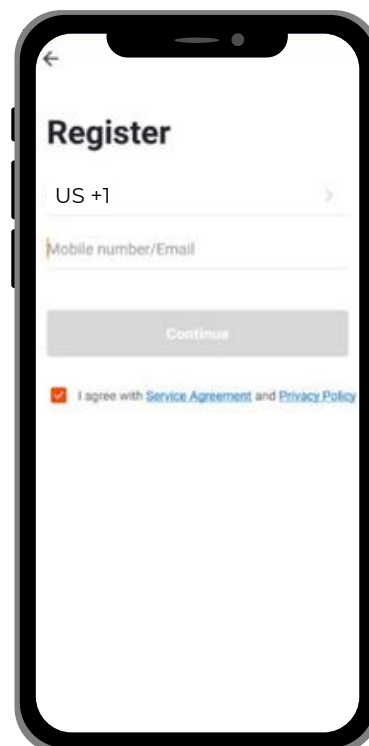 Register
US +1
Mobile number/Email
Continue
I agree with Service Agreement and Privacy Policy